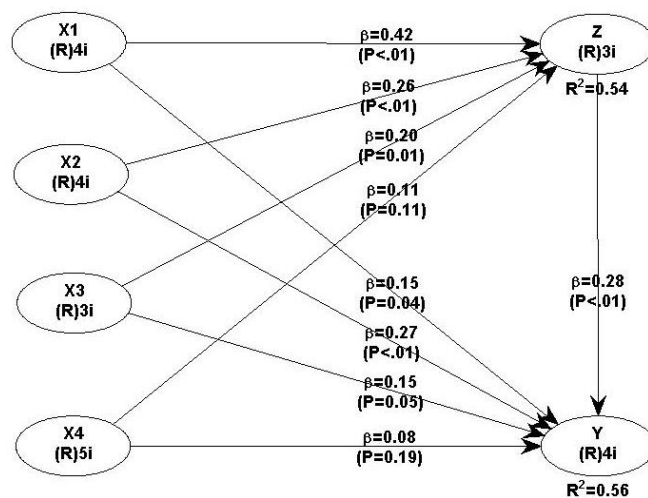 X1
(R)4i
β=0.42
(P<.01)
Z
(R)3i
R²=0.54
β=0.26
(P<.01)
X2
(R)4i
β=0.20
(P=0.01)
β=0.11
(P=0.11)
X3
(R)3i
β=0.15
(P=0.04)
β=0.28
(P<.01)
β=0.27
(P<.01)
β=0.15
(P=0.05)
X4
(R)5i
β=0.08
(P=0.19)
Y
(R)4i
R²=0.56